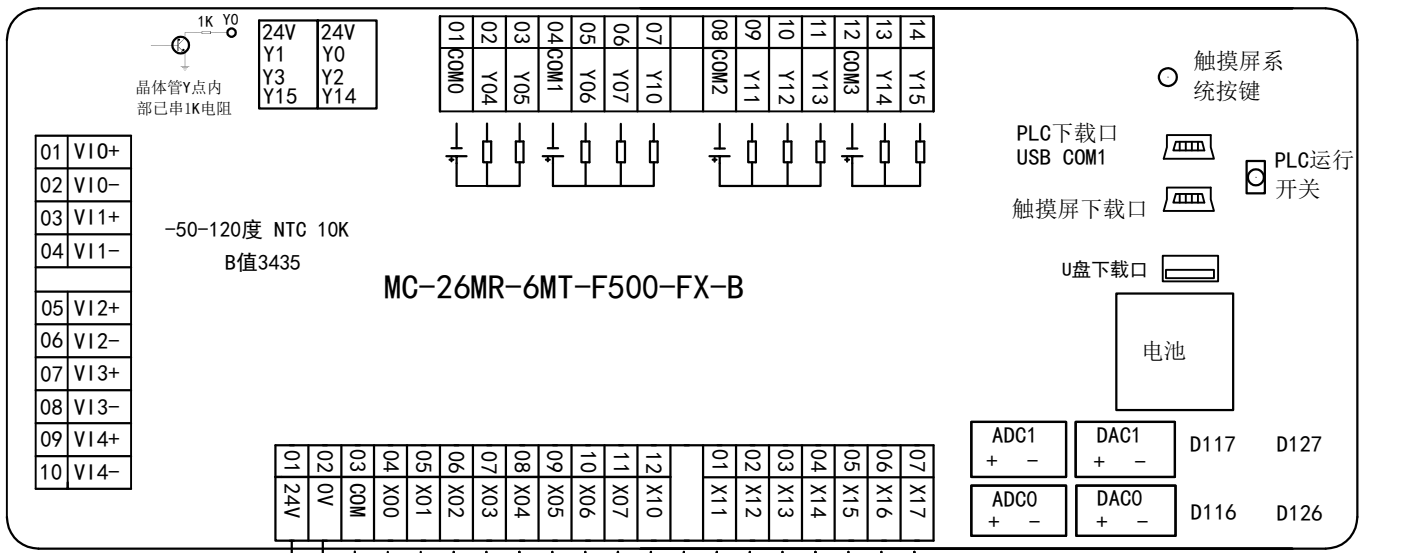 1K Y0
晶体管Y点内
部已串1K电阻
24V 24V
Y1 Y0
Y3 Y2
Y15 Y14
01 02 03 04 05 06 07 08 09 10 11 12 13 14
COM0 Y04 Y05 COM1 Y06 Y07 Y10 COM2 Y11 Y12 Y13 COM3 Y14 Y15
触摸屏系
统按键
PLC下载口
USB COM1
PLC运行
开关
触摸屏下载口
U盘下载口
电池
01 VI0+
02 VI0-
03 VI1+
04 VI1-
05 VI2+
06 VI2-
07 VI3+
08 VI3-
09 VI4+
10 VI4-
-50-120度 NTC 10K
B值3435
MC-26MR-6MT-F500-FX-B
01 02 03 04 05 06 07 08 09 10 11 12 01 02 03 04 05 06 07
24V 0V COM X00 X01 X02 X03 X04 X05 X06 X07 X10 X11 X12 X13 X14 X15 X16 X17
ADC1 DAC1 D117 D127
+ - + -
ADC0 DAC0 D116 D126
+ - + -